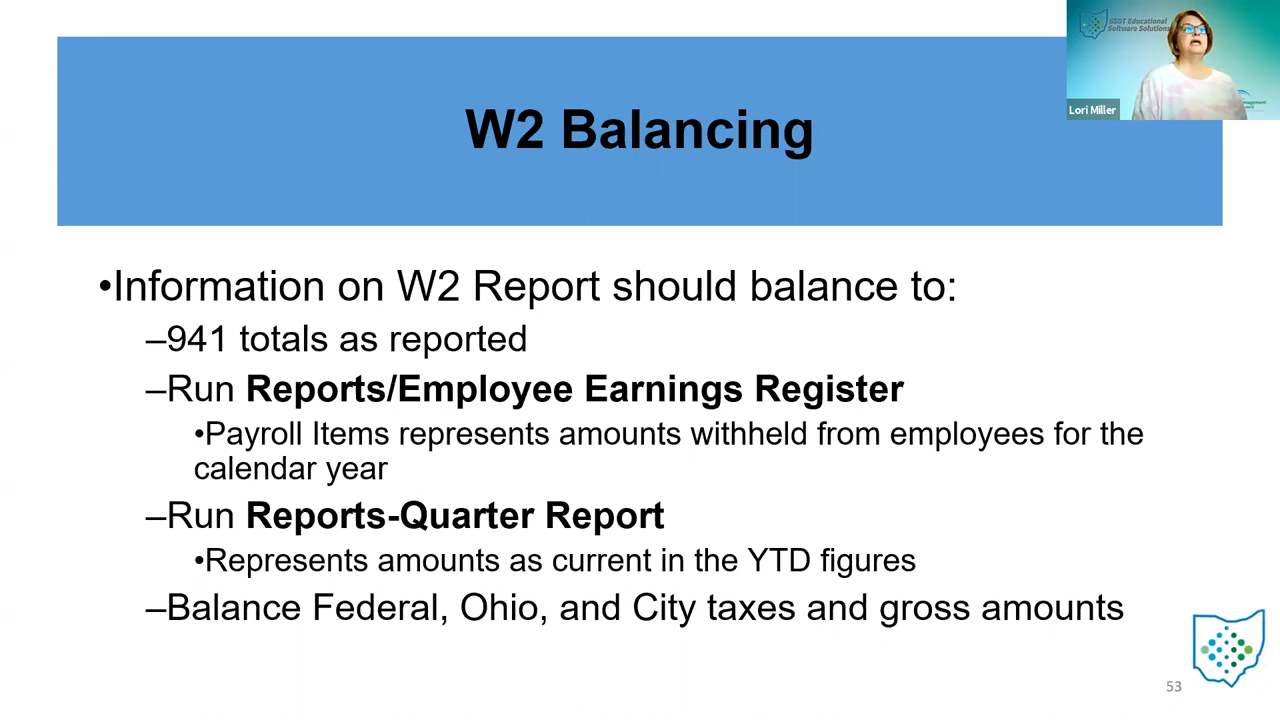 SSDT Educational
Software Solutions
Lori Miller
W2 Balancing
•Information on W2 Report should balance to:
–941 totals as reported
–Run Reports/Employee Earnings Register
•Payroll Items represents amounts withheld from employees for the
calendar year
–Run Reports-Quarter Report
•Represents amounts as current in the YTD figures
–Balance Federal, Ohio, and City taxes and gross amounts
53